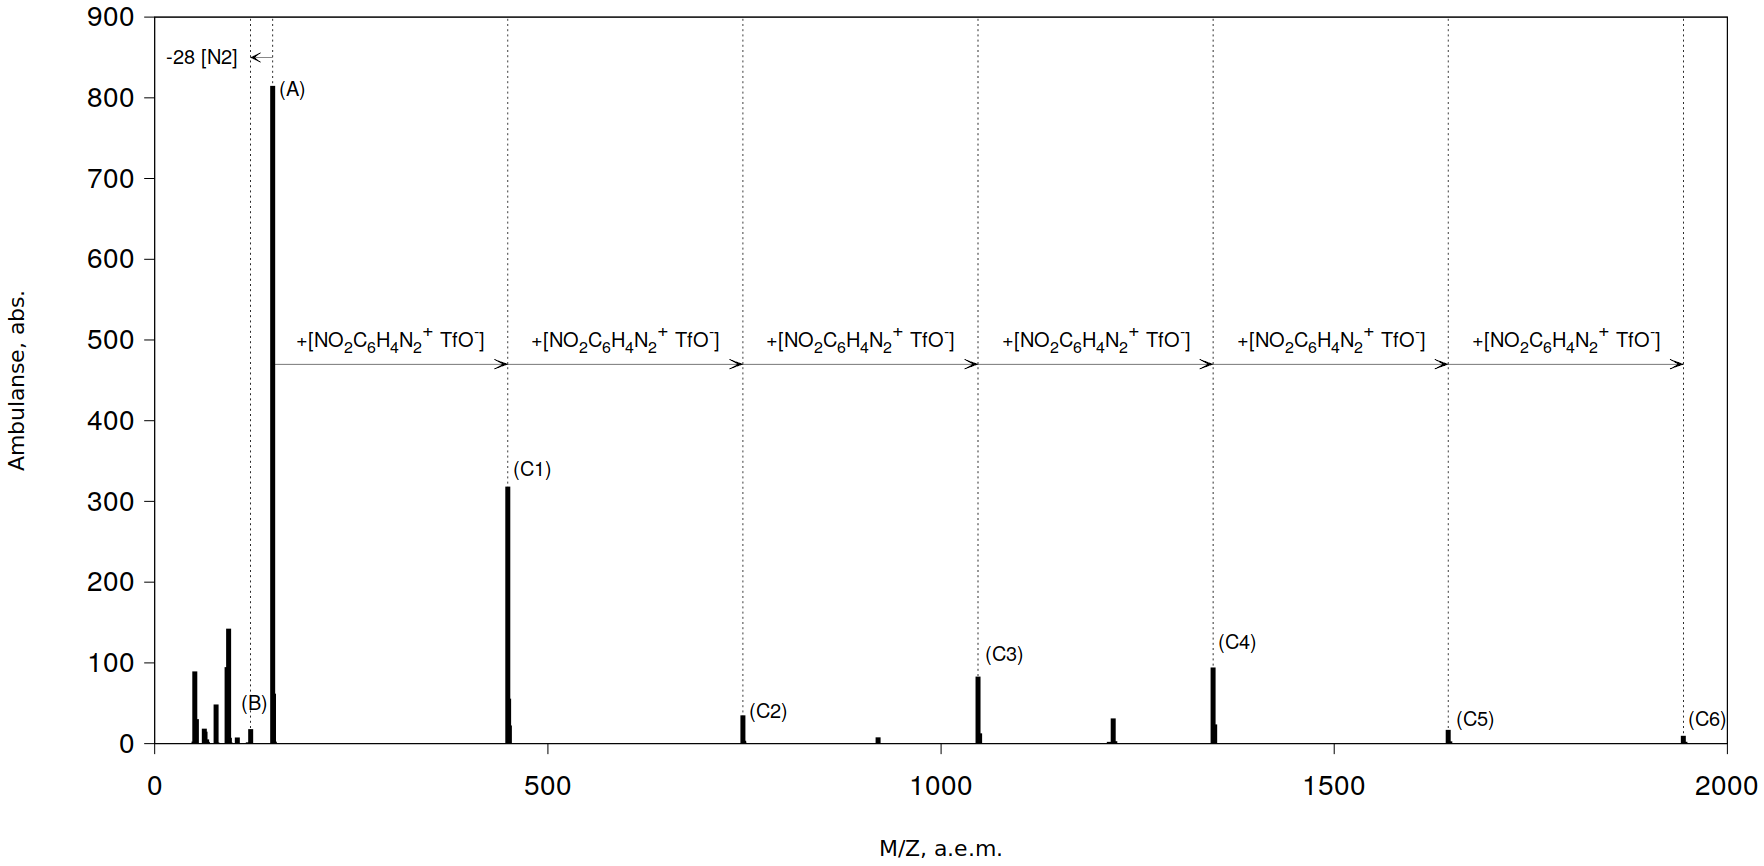 900
-28 [N2]
(A)
800
700
600
500
+[NO₂C₆H₄N₂⁺ TfO⁻] +[NO₂C₆H₄N₂⁺ TfO⁻] +[NO₂C₆H₄N₂⁺ TfO⁻] +[NO₂C₆H₄N₂⁺ TfO⁻] +[NO₂C₆H₄N₂⁺ TfO⁻] +[NO₂C₆H₄N₂⁺ TfO⁻]
400
(C1)
300
200
(C4)
100
(C3)
(B)
(C2)
(C5)
(C6)
0
0 500 1000 1500 2000
Ambulanse, abs.
M/Z, a.e.m.